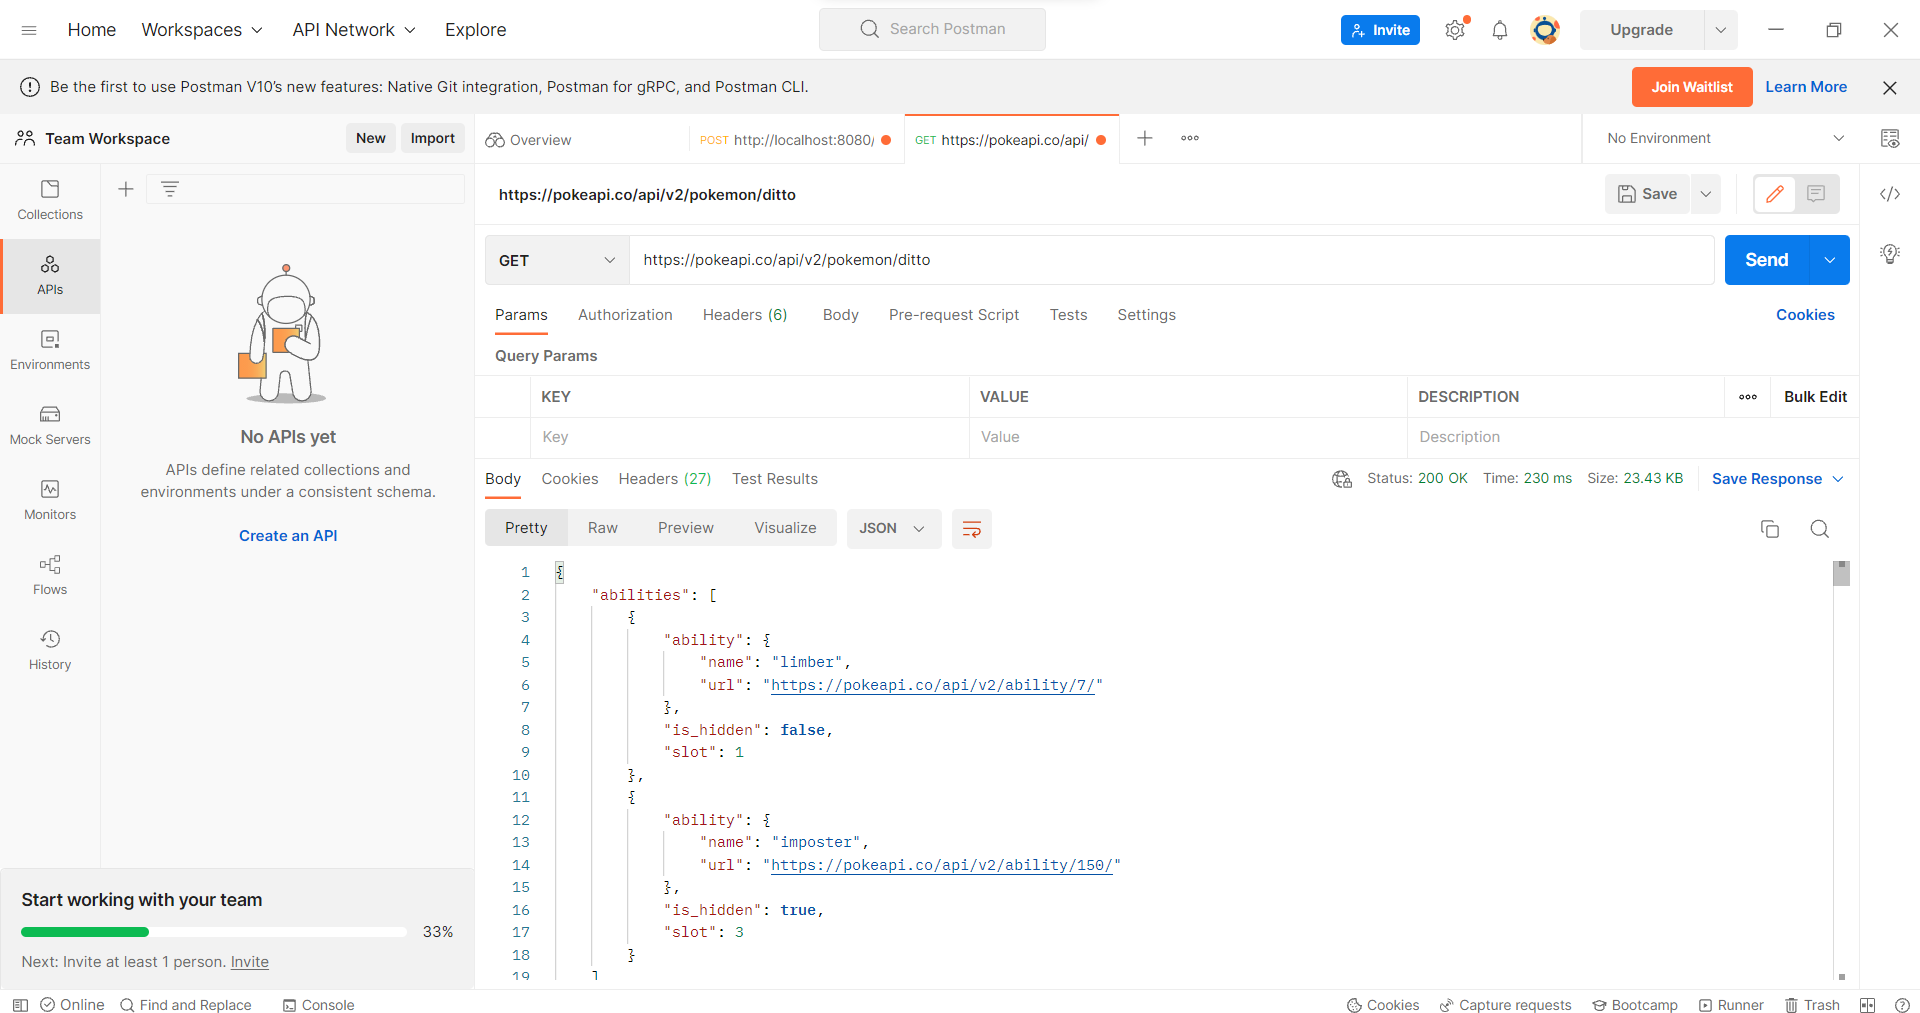 Home Workspaces API Network Explore Search Postman Invite Upgrade
Be the first to use Postman V10's new features: Native Git integration, Postman for gRPC, and Postman CLI. Join Waitlist Learn More
Team Workspace New Import Overview POST http://localhost:8080/ GET https://pokeapi.co/api/ No Environment
Collections
APIs
Environments
Mock Servers
Monitors
Flows
History
No APIs yet
APIs define related collections and
environments under a consistent schema.
Create an API
Start working with your team
33%
Next: Invite at least 1 person. Invite
https://pokeapi.co/api/v2/pokemon/ditto Save
GET https://pokeapi.co/api/v2/pokemon/ditto Send
Params Authorization Headers (6) Body Pre-request Script Tests Settings Cookies
Query Params
KEY VALUE DESCRIPTION Bulk Edit
Key Value Description
Body Cookies Headers (27) Test Results Status: 200 OK Time: 230 ms Size: 23.43 KB Save Response
Pretty Raw Preview Visualize JSON
1 {
2 "abilities": [
3 {
4 "ability": {
5 "name": "limber",
6 "url": "https://pokeapi.co/api/v2/ability/7/"
7 },
8 "is_hidden": false,
9 "slot": 1
10 },
11 {
12 "ability": {
13 "name": "imposter",
14 "url": "https://pokeapi.co/api/v2/ability/150/"
15 },
16 "is_hidden": true,
17 "slot": 3
18 }
19 ]
Online Find and Replace Console Cookies Capture requests Bootcamp Runner Trash